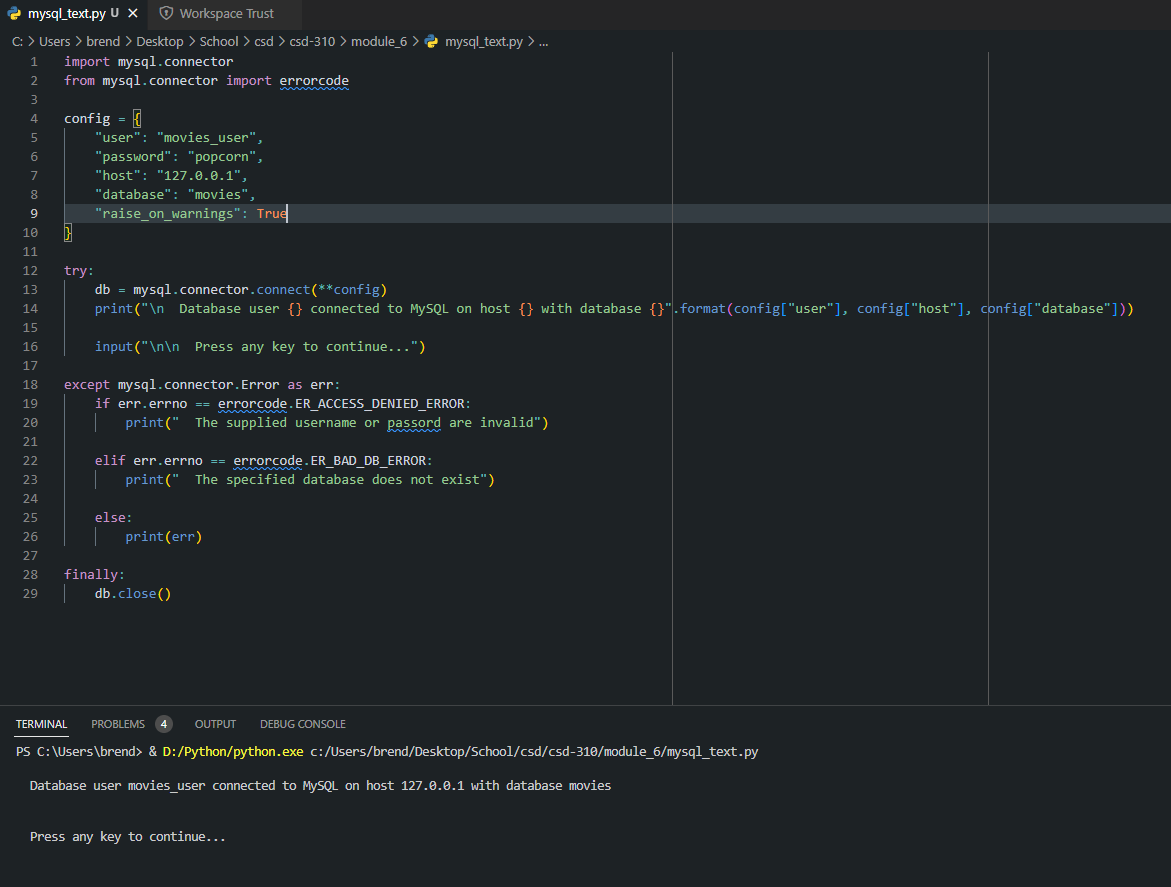 mysql_text.py U
Workspace Trust
C: > Users > brend > Desktop > School > csd > csd-310 > module_6 > mysql_text.py > ...
1 import mysql.connector
2 from mysql.connector import errorcode
3
4 config = {
5     "user": "movies_user",
6     "password": "popcorn",
7     "host": "127.0.0.1",
8     "database": "movies",
9     "raise_on_warnings": True
10 }
11
12 try:
13     db = mysql.connector.connect(**config)
14     print("\n  Database user {} connected to MySQL on host {} with database {}".format(config["user"], config["host"], config["database"]))
15
16     input("\n\n  Press any key to continue...")
17
18 except mysql.connector.Error as err:
19     if err.errno == errorcode.ER_ACCESS_DENIED_ERROR:
20         print("  The supplied username or passord are invalid")
21
22     elif err.errno == errorcode.ER_BAD_DB_ERROR:
23         print("  The specified database does not exist")
24
25     else:
26         print(err)
27
28 finally:
29     db.close()
TERMINAL PROBLEMS 4 OUTPUT DEBUG CONSOLE
PS C:\Users\brend> & D:/Python/python.exe c:/Users/brend/Desktop/School/csd/csd-310/module_6/mysql_text.py
Database user movies_user connected to MySQL on host 127.0.0.1 with database movies
Press any key to continue...